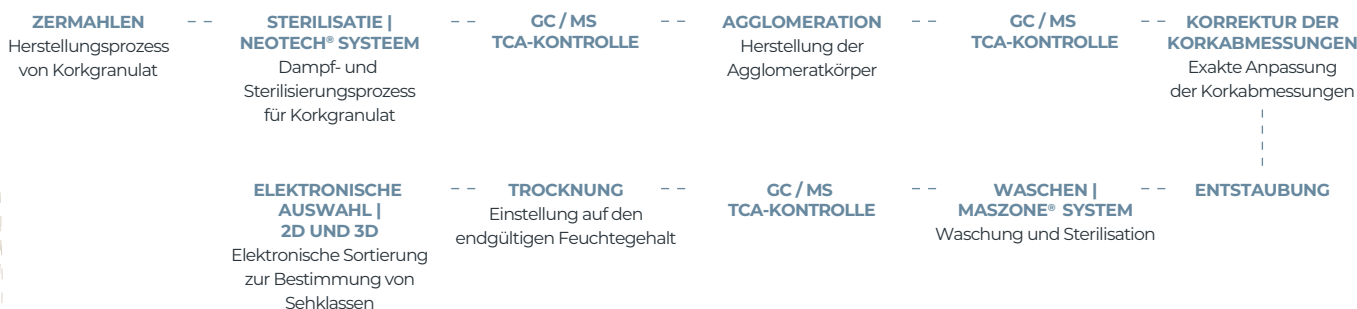 ZERMAHLEN
Herstellungsprozess
von Korkgranulat
STERILISATIE |
NEOTECH® SYSTEEM
Dampf- und
Sterilisierungsprozess
für Korkgranulat
GC / MS
TCA-KONTROLLE
AGGLOMERATION
Herstellung der
Agglomeratkörper
GC / MS
TCA-KONTROLLE
KORREKTUR DER
KORKABMESSUNGEN
Exakte Anpassung
der Korkabmessungen
ENTSTAUBUNG
WASCHEN |
MASZONE® SYSTEM
Waschung und Sterilisation
GC / MS
TCA-KONTROLLE
TROCKNUNG
Einstellung auf den
endgültigen Feuchtegehalt
ELEKTRONISCHE
AUSWAHL |
2D UND 3D
Elektronische Sortierung
zur Bestimmung von
Sehklassen